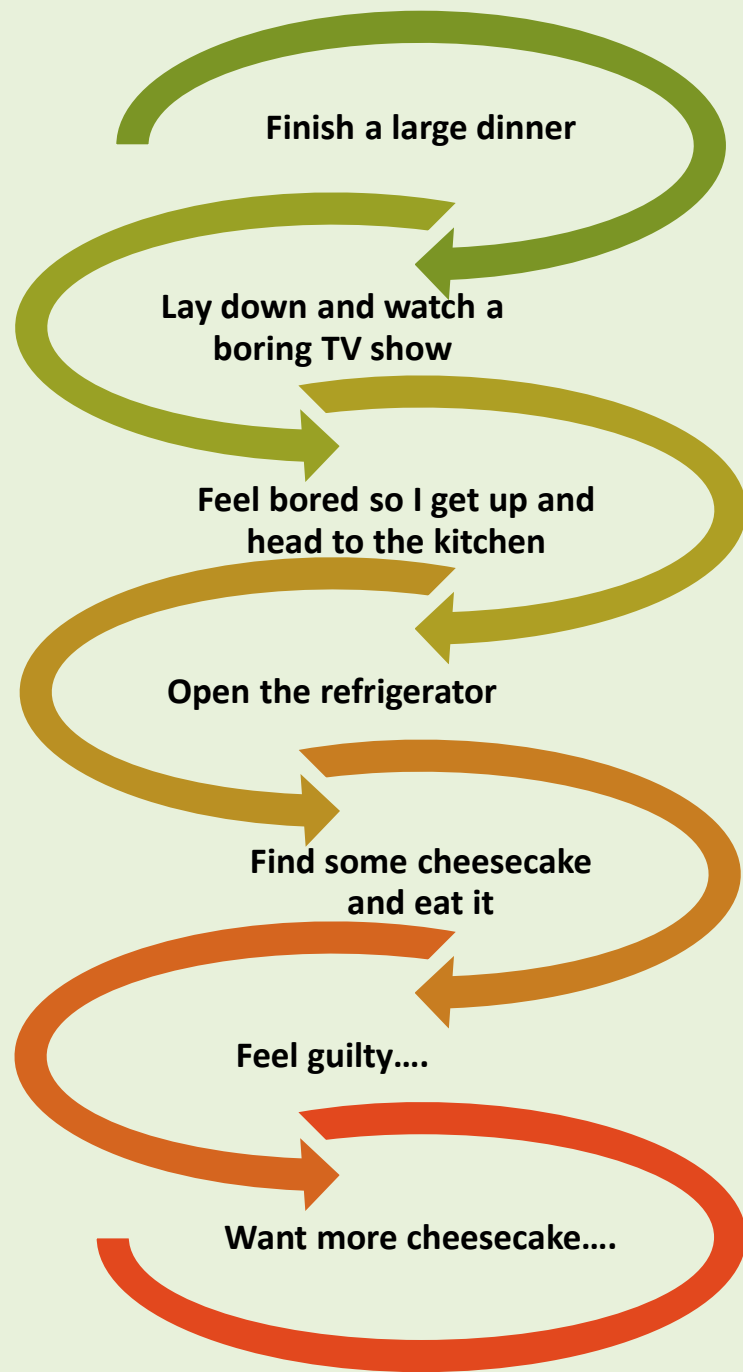 Finish a large dinner
Lay down and watch a
boring TV show
Feel bored so I get up and
head to the kitchen
Open the refrigerator
Find some cheesecake
and eat it
Feel guilty....
Want more cheesecake....